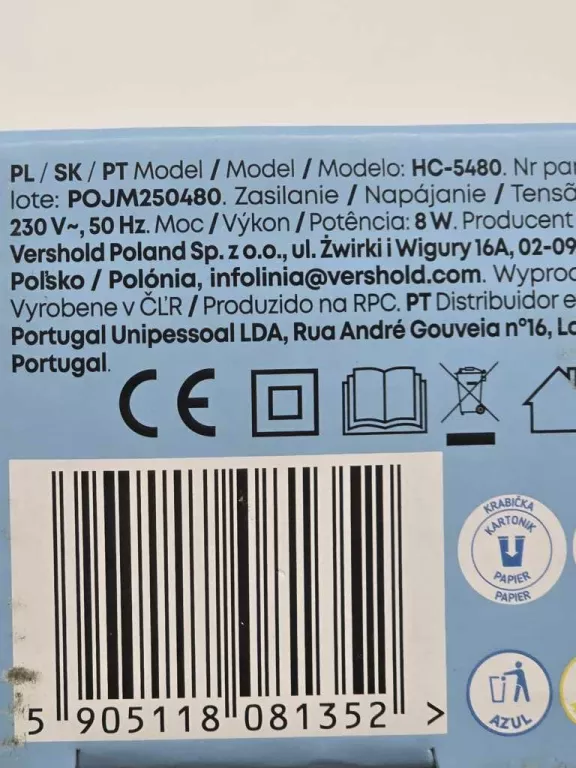 PL / SK / PT Model / Model / Modelo: HC-5480. Nr par
lote: POJM250480. Zasilanie / Napájanie / Tensã
230 V~, 50 Hz. Moc / Výkon / Potência: 8 W. Producent
Vershold Poland Sp. z o.o., ul. Żwirki i Wigury 16A, 02-09
Poľsko / Polónia, infolinia@vershold.com. Wyprod
Vyrobene v ČĽR / Produzido na RPC. PT Distribuidor e
Portugal Unipessoal LDA, Rua André Gouveia n°16, Lo
Portugal.
CE
KRABIČKA
KARTONIK
PAPIER
PAPIER
5 905118 081352 >
AZUL